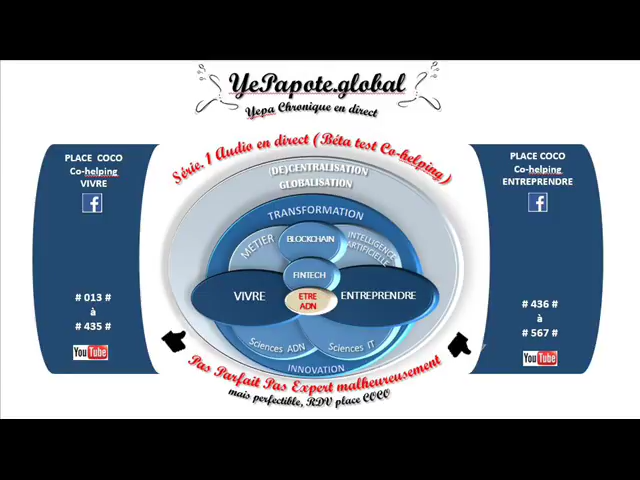 YePapote.global
Yepa Chronique en direct
Série, 1 Audio en direct (Béta test Co-helping)
PLACE COCO
Co-helping
VIVRE
# 013 #
à
# 435 #
YouTube
(DE)CENTRALISATION
GLOBALISATION
TRANSFORMATION
METIER
BLOCKCHAIN
INTELLIGENCE
ARTIFICIELLE
FINTECH
VIVRE
ETRE
ADN
ENTREPRENDRE
Sciences ADN
Sciences IT
INNOVATION
Pas Parfait Pas Expert malheureusement
mais perfectible, RDV place COCO
PLACE COCO
Co-helping
ENTREPRENDRE
# 436 #
à
# 567 #
YouTube